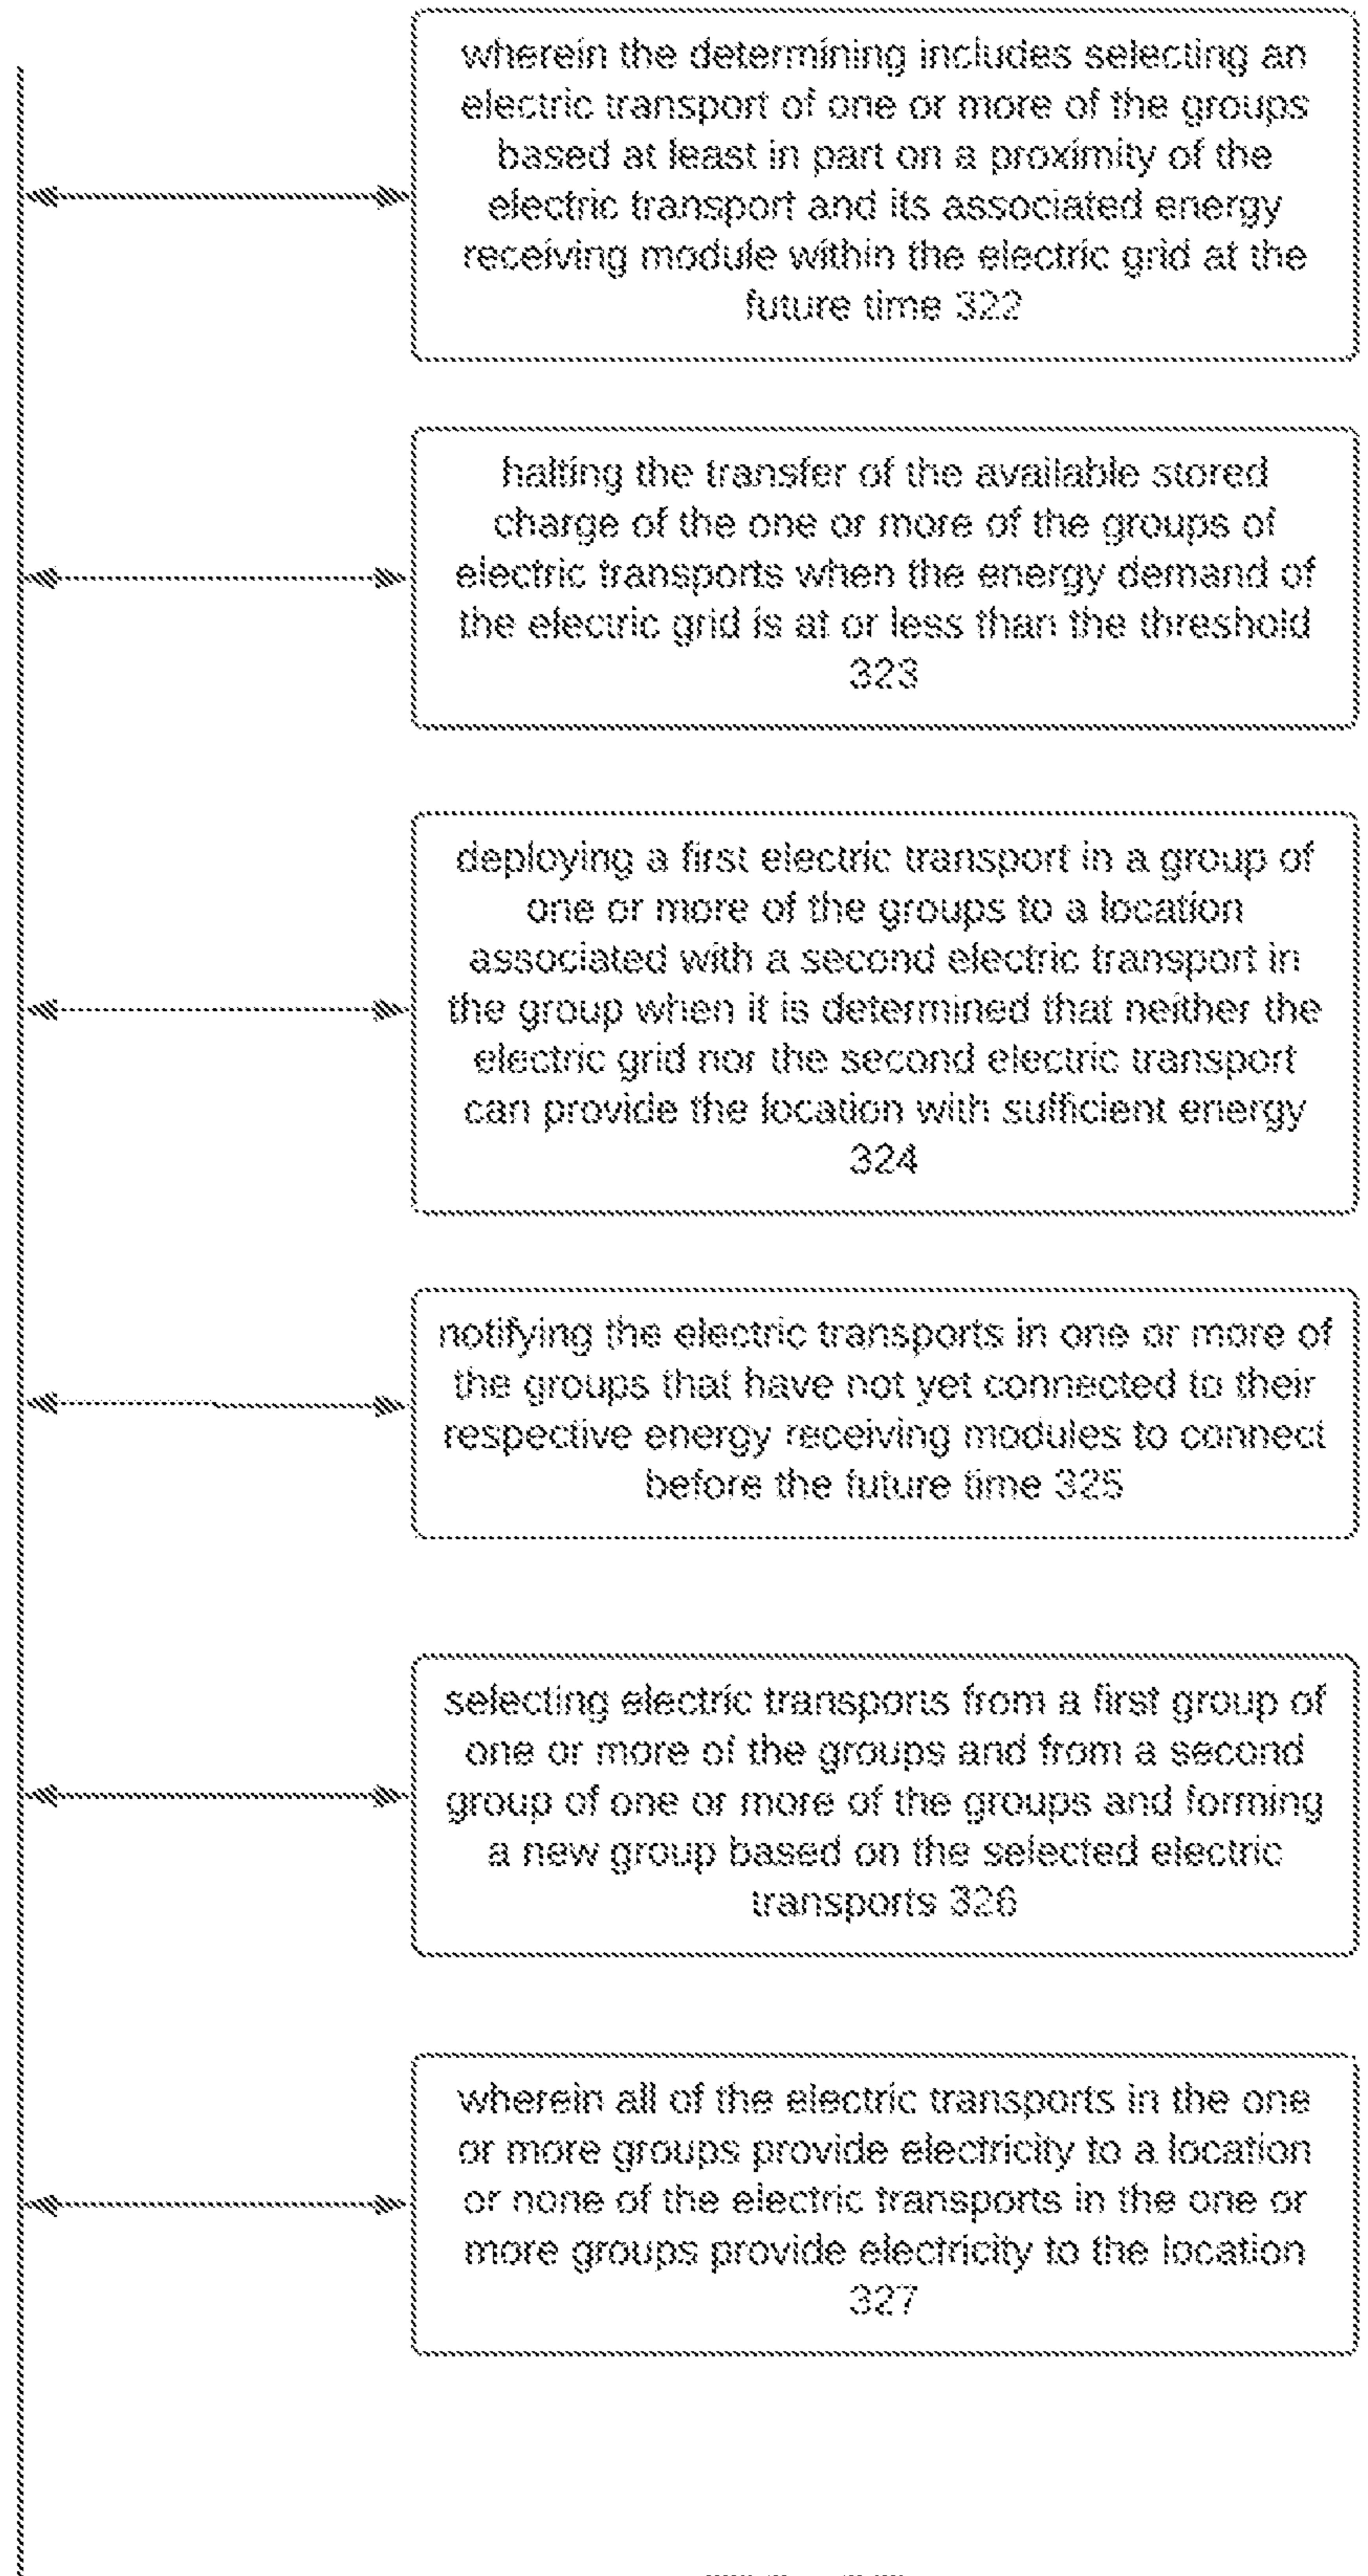 wherein the determining includes selecting an
electric transport of one or more of the groups
based at least in part on a proximity of the
electric transport and its associated energy
receiving module within the electric grid at the
future time 322
halting the transfer of the available stored
charge of the one or more of the groups of
electric transports when the energy demand of
the electric grid is at or less than the threshold
323
deploying a first electric transport in a group of
one or more of the groups to a location
associated with a second electric transport in
the group when it is determined that neither the
electric grid nor the second electric transport
can provide the location with sufficient energy
324
notifying the electric transports in one or more of
the groups that have not yet connected to their
respective energy receiving modules to connect
before the future time 325
selecting electric transports from a first group of
one or more of the groups and from a second
group of one or more of the groups and forming
a new group based on the selected electric
transports 326
wherein all of the electric transports in the one
or more groups provide electricity to a location
or none of the electric transports in the one or
more groups provide electricity to the location
327